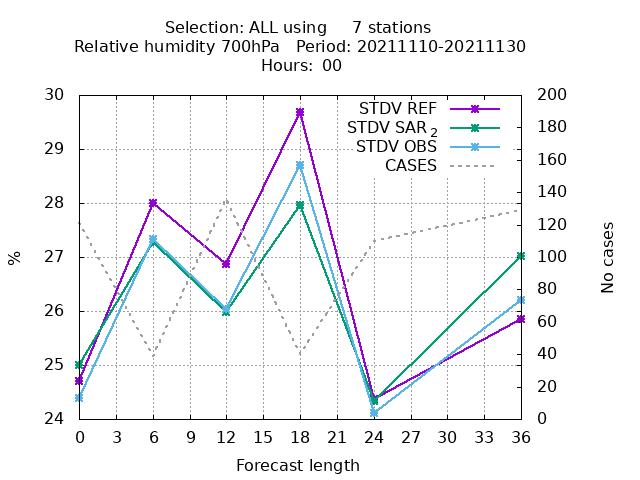 Selection: ALL using 7 stations
Relative humidity 700hPa Period: 20211110-20211130
Hours: 00
STDV REF
STDV SAR 2
STDV OBS
CASES
30
29
28
27
26
25
24
%
200
180
160
140
120
100
80
60
40
20
0
No cases
0 3 6 9 12 15 18 21 24 27 30 33 36
Forecast length